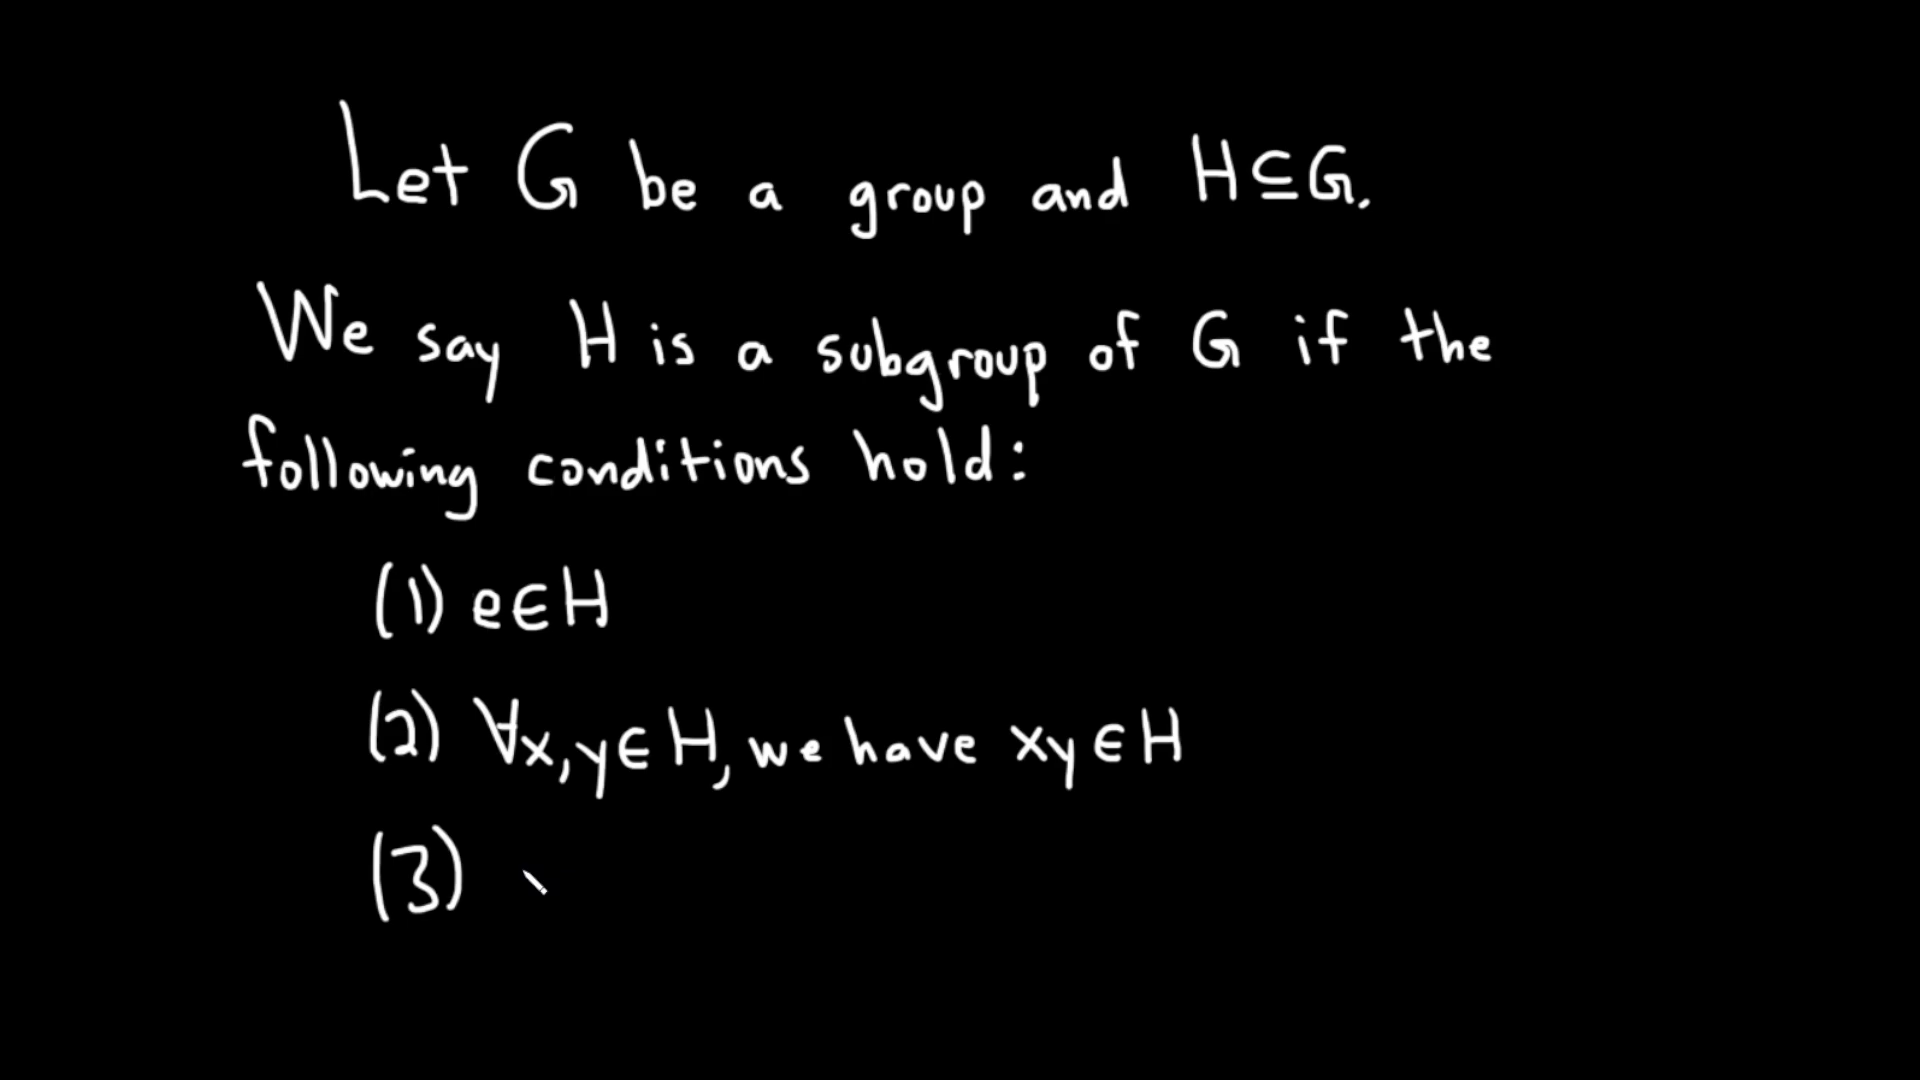 Let G be a group and H⊆G.
We say H is a subgroup of G if the
following conditions hold:
(1) e∈H
(2) ∀x,y∈H, we have xy∈H
(3)